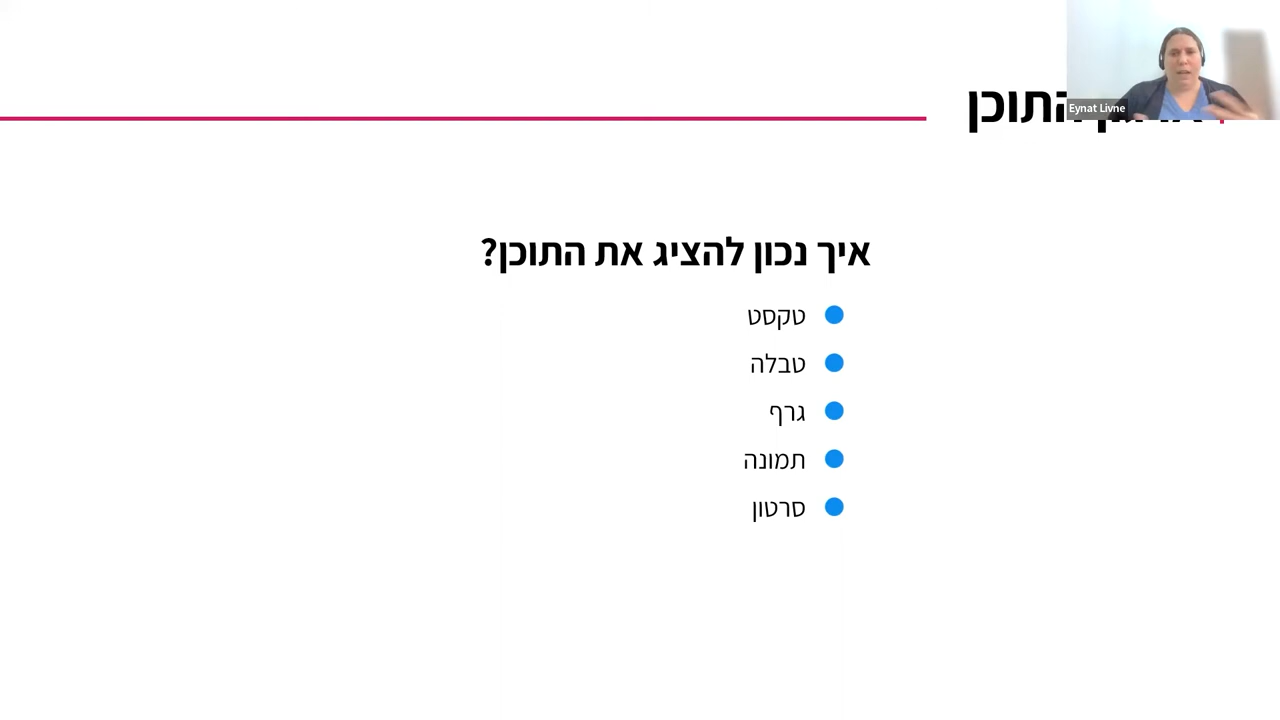 התוכן
Eynat Livne
איך נכון להציג את התוכן?
טקסט
טבלה
גרף
תמונה
סרטון